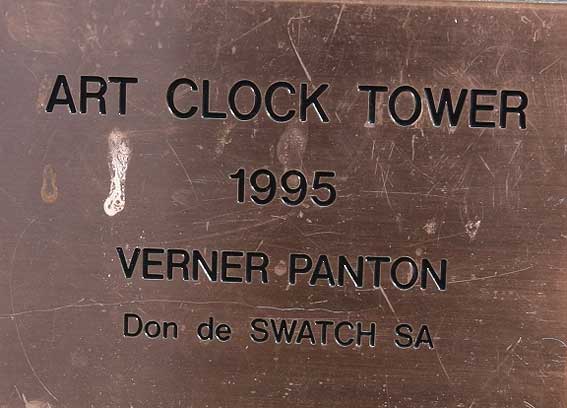 ART CLOCK TOWER
1995
VERNER PANTON
Don de SWATCH SA